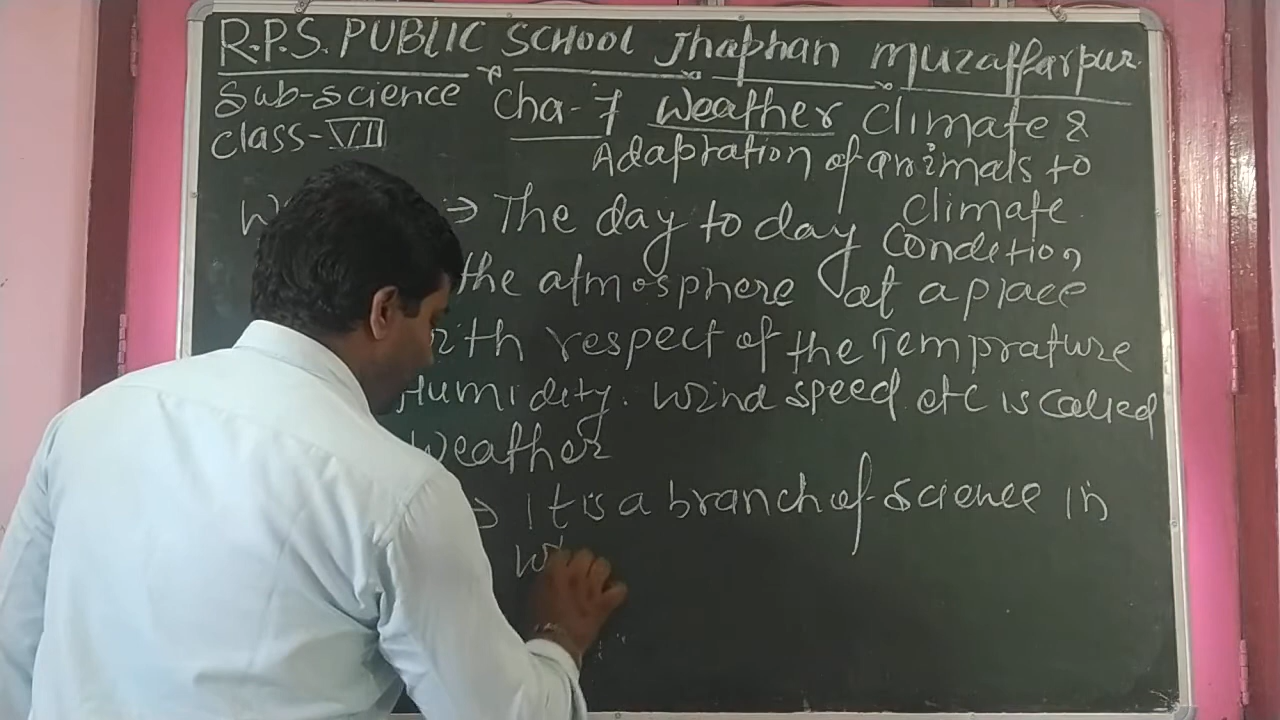 R.P.S. PUBLIC SCHOOL Jhaphan muzaffarpur
Sub-science Cha-7 Weather Climate &
Class-VII Adaptation of animals to
Climate
→ The day to day Condition
the atmosphere of at a place
with respect of the Temprature
Humidity. Wind speed etc is called
Weather
→ It is a branch of science in